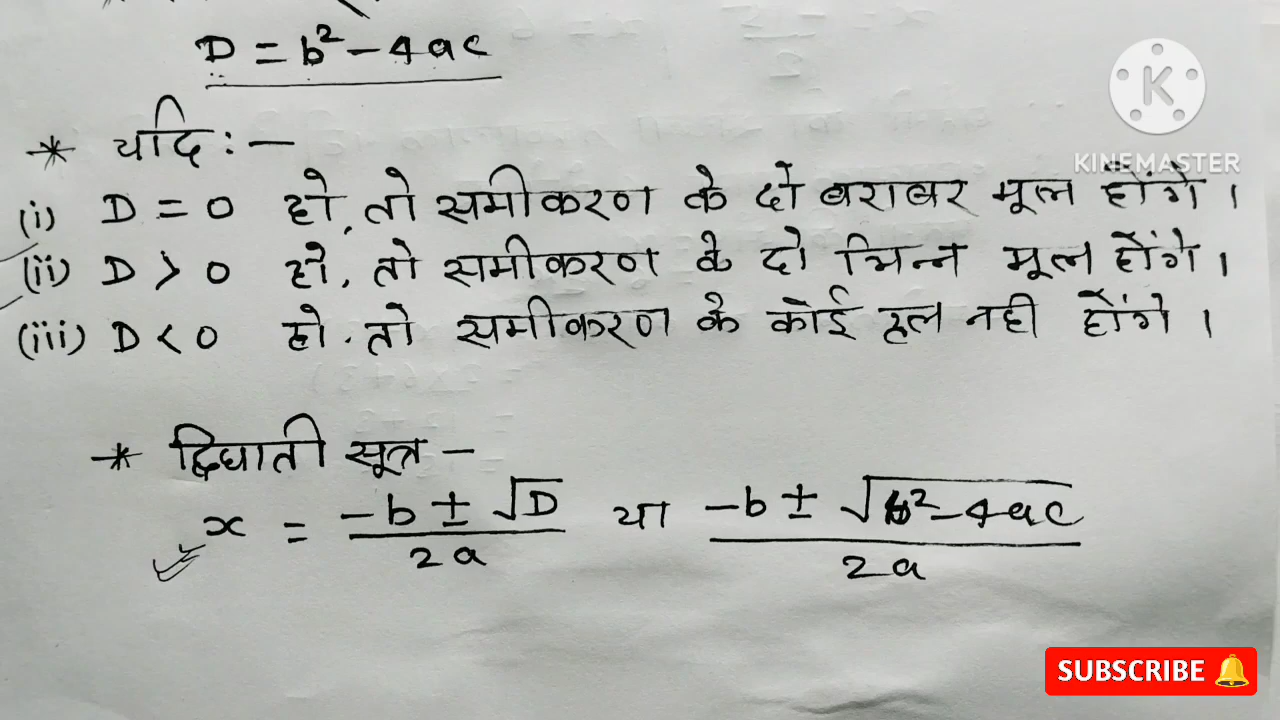 D = b² - 4ac
K
KINEMASTER
* यदि :-
(i) D = 0 हो, तो समीकरण के दो बराबर मूल होंगे।
(ii) D > 0 हो, तो समीकरण के दो भिन्न मूल होंगे।
(iii) D < 0 हो, तो समीकरण के कोई हल नही होंगे।
* द्विघाती सूत्र -
x = (-b ± √D)/2a या (-b ± √(b² - 4ac))/2a
SUBSCRIBE